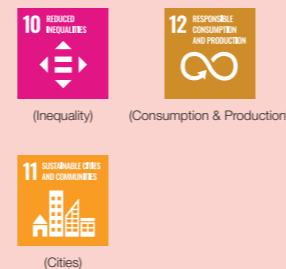 10 REDUCED
INEQUALITIES
(Inequality)
12 RESPONSIBLE
CONSUMPTION
AND PRODUCTION
(Consumption & Production
11 SUSTAINABLE CITIES
AND COMMUNITIES
(Cities)